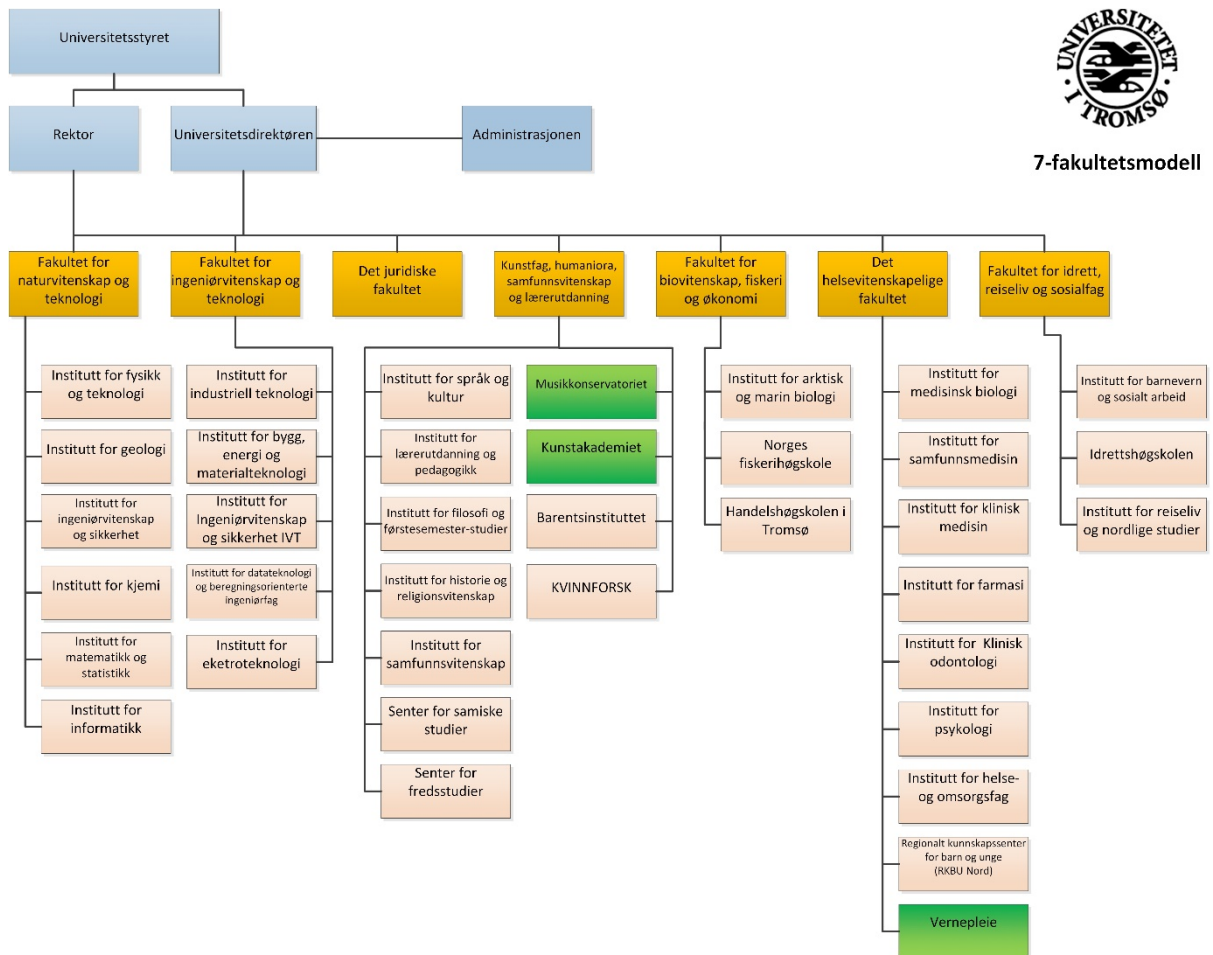 Universitetsstyret
UNIVERSITETET
I TROMSØ
Rektor
Universitetsdirektøren
Administrasjonen
7-fakultetsmodell
Fakultet for
naturvitenskap og
teknologi
Fakultet for
ingeniørvitenskap og
teknologi
Det juridiske
fakultet
Kunstfag, humaniora,
samfunnsvitenskap
og lærerutdanning
Fakultet for
biovitenskap, fiskeri
og økonomi
Det
helsevitenskapelige
fakultet
Fakultet for idrett,
reiseliv og sosialfag
Institutt for fysikk
og teknologi
Institutt for geologi
Institutt for
ingeniørvitenskap
og sikkerhet
Institutt for kjemi
Institutt for
matematikk og
statistikk
Institutt for
informatikk
Institutt for
industriell teknologi
Institutt for bygg,
energi og
materialteknologi
Institutt for
Ingeniørvitenskap
og sikkerhet IVT
Institutt for datateknologi
og beregningsorienterte
ingeniørfag
Institutt for
eketroteknologi
Institutt for språk og
kultur
Institutt for
lærerutdanning og
pedagogikk
Institutt for filosofi og
førstesemester-studier
Institutt for historie og
religionsvitenskap
Institutt for
samfunnsvitenskap
Senter for samiske
studier
Senter for
fredsstudier
Musikkonservatoriet
Kunstakademiet
Barentsinstituttet
KVINNFORSK
Institutt for arktisk
og marin biologi
Norges
fiskerihøgskole
Handelshøgskolen i
Tromsø
Institutt for
medisinsk biologi
Institutt for
samfunnsmedisin
Institutt for klinisk
medisin
Institutt for farmasi
Institutt for Klinisk
odontologi
Institutt for
psykologi
Institutt for helse-
og omsorgsfag
Regionalt kunnskapssenter
for barn og unge
(RKBU Nord)
Vernepleie
Institutt for barnevern
og sosialt arbeid
Idrettshøgskolen
Institutt for reiseliv
og nordlige studier